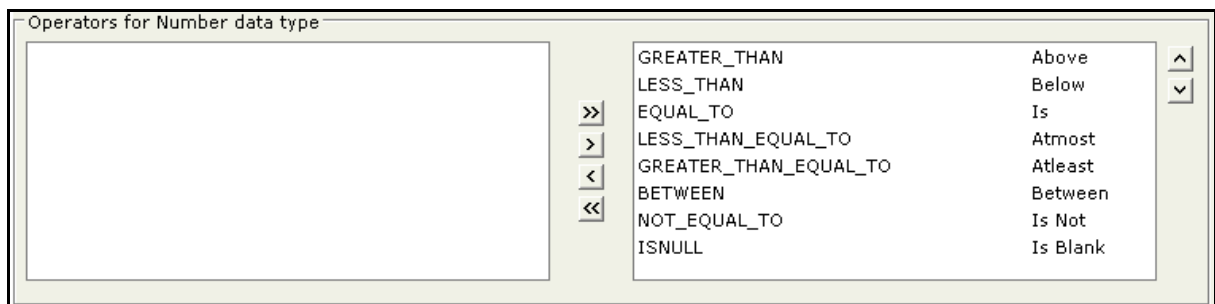 Operators for Number data type
GREATER_THAN Above
LESS_THAN Below
>> EQUAL_TO Is
> LESS_THAN_EQUAL_TO Atmost
< GREATER_THAN_EQUAL_TO Atleast
BETWEEN Between
<< NOT_EQUAL_TO Is Not
ISNULL Is Blank